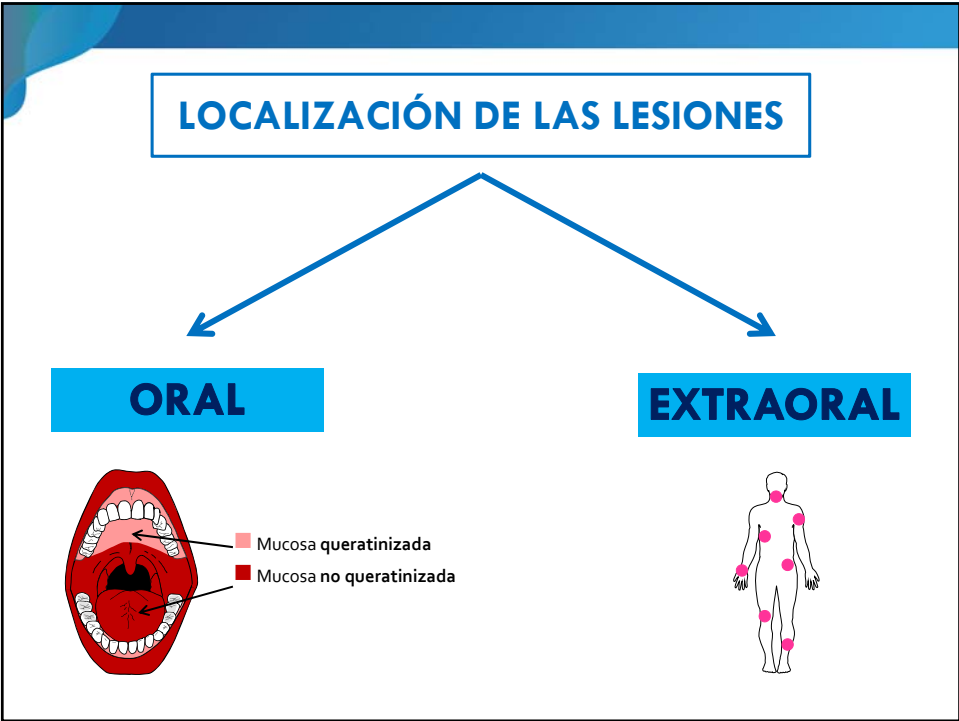 LOCALIZACIÓN DE LAS LESIONES
ORAL
EXTRAORAL
Mucosa queratinizada
Mucosa no queratinizada